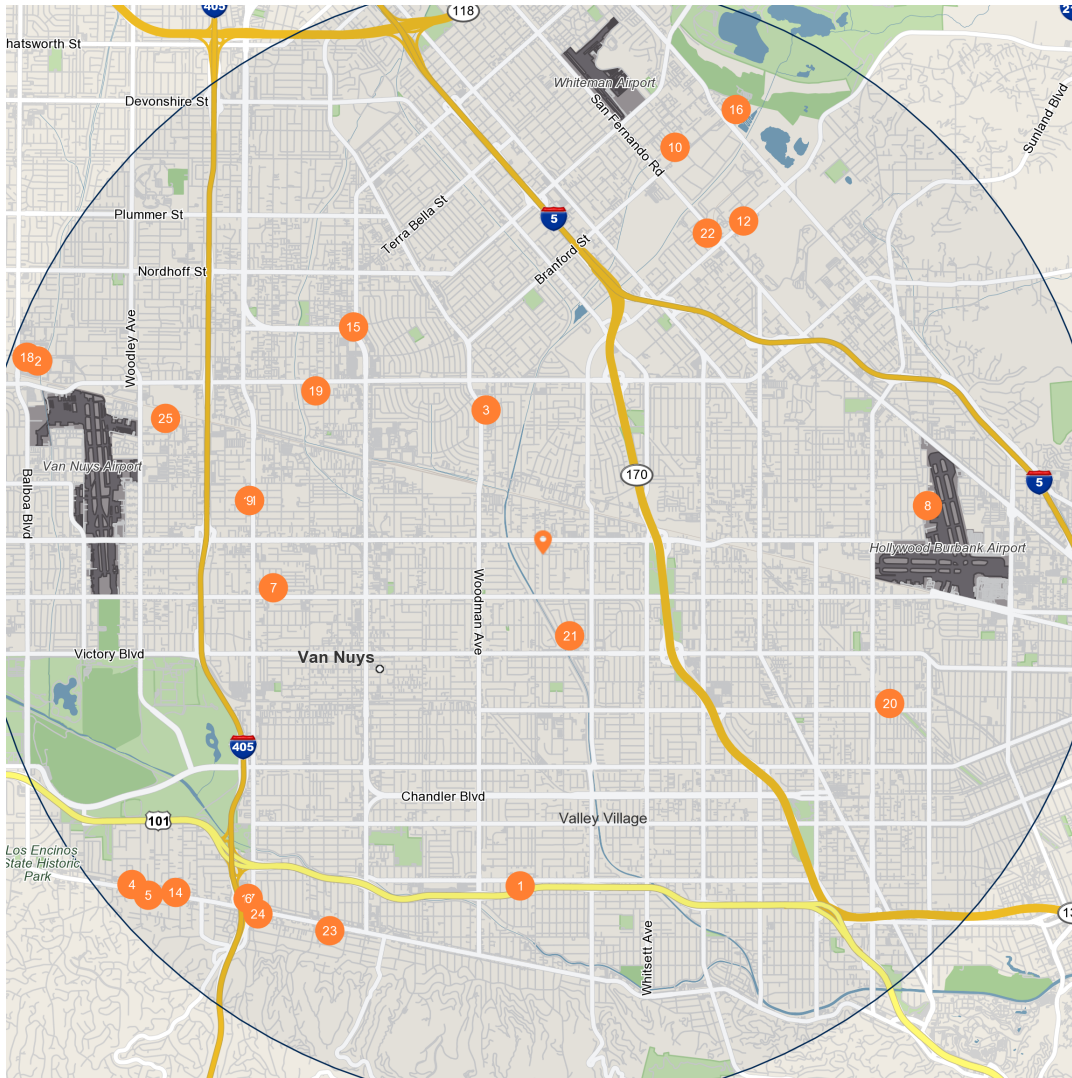 405
118
hatsworth St
Whiteman Airport
Devonshire St
San Fernando Rd
16
Sunland Blvd
10
Plummer St
Terra Bella St
5
22
12
Branford St
Nordhoff St
Woodley Ave
15
18
2
19
3
25
Van Nuys Airport
Balboa Blvd
170
5
8
Hollywood Burbank Airport
7
Woodman Ave
21
Victory Blvd
Van Nuys
20
405
Chandler Blvd
101
Valley Village
Los Encinos
State Historic
Park
4
5
14
1
24
23
Whitsett Ave